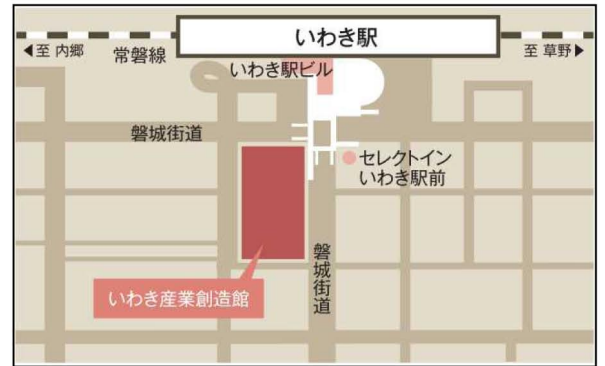 いわき駅
◀至 内郷
常磐線
至 草野▶
いわき駅ビル
磐城街道
セレクトイン
いわき駅前
磐城街道
いわき産業創造館